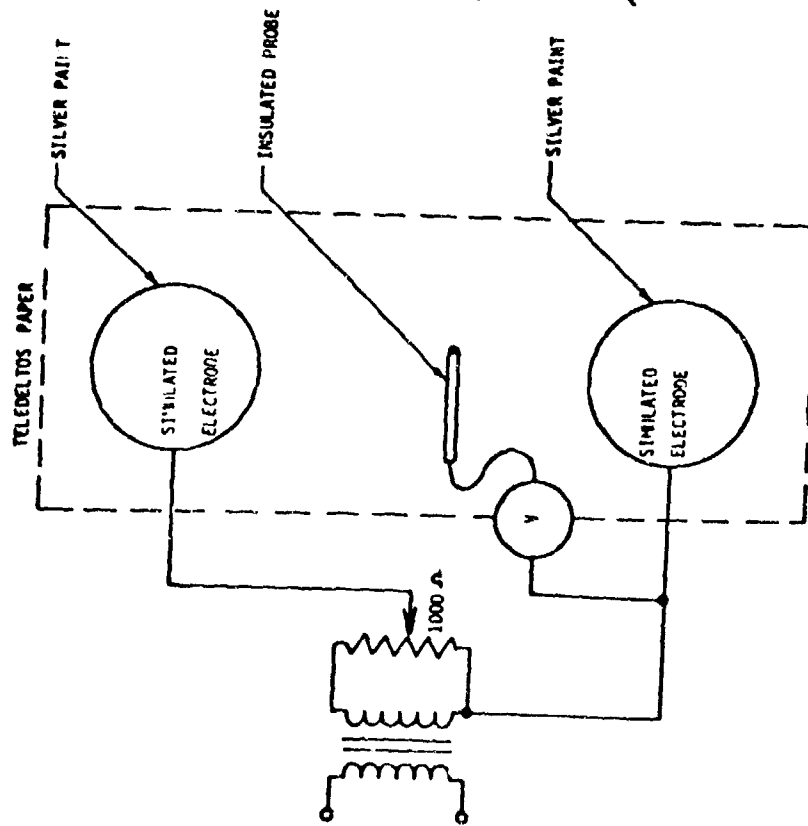 TELEDELTOS PAPER
SILVER PAINT
SIMULATED
ELECTRODE
INSULATED PROBE
V
SILVER PAINT
SIMULATED
ELECTRODE
1000 Ω